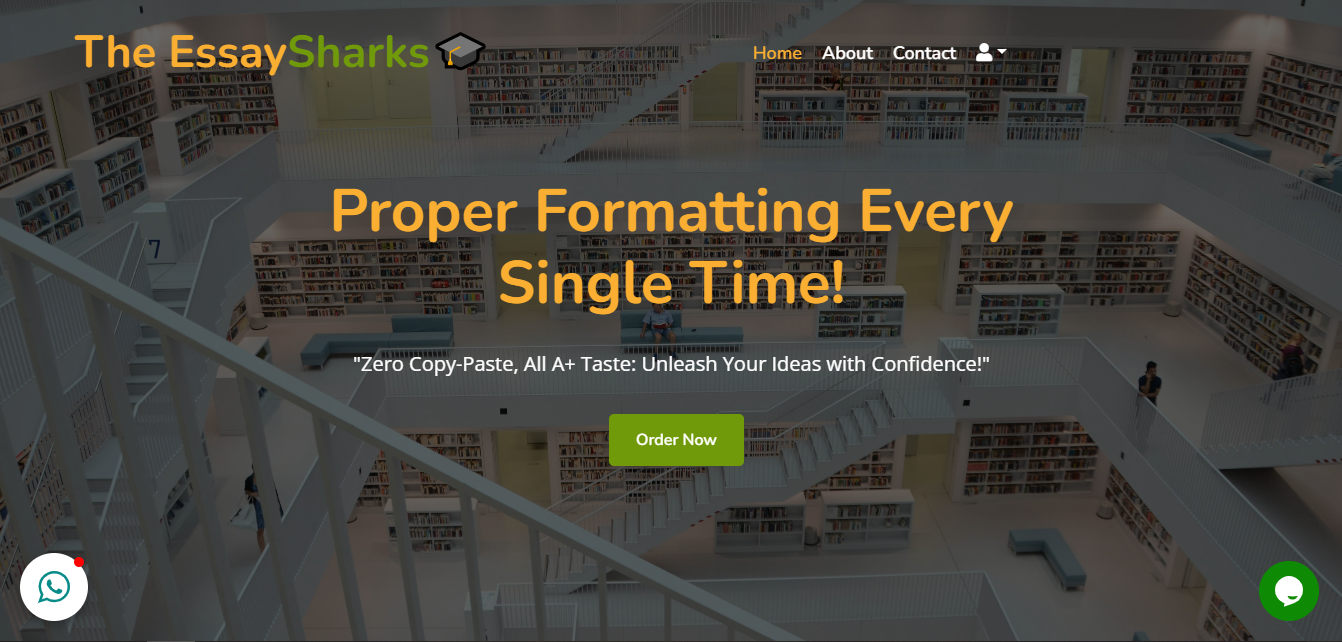 The EssaySharks
Home About Contact
Proper Formatting Every
Single Time!
"Zero Copy-Paste, All A+ Taste: Unleash Your Ideas with Confidence!"
Order Now
7